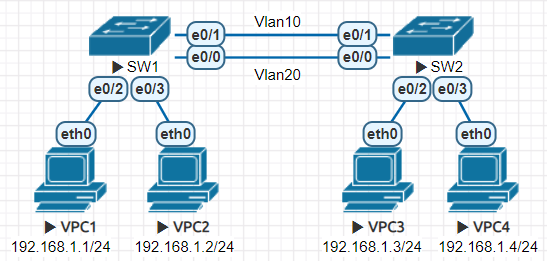 Vlan10
e0/1 e0/1
e0/0 e0/0
SW1 SW2
Vlan20
e0/2 e0/3 e0/2 e0/3
eth0 eth0 eth0 eth0
VPC1 VPC2 VPC3 VPC4
192.168.1.1/24 192.168.1.2/24 192.168.1.3/24 192.168.1.4/24